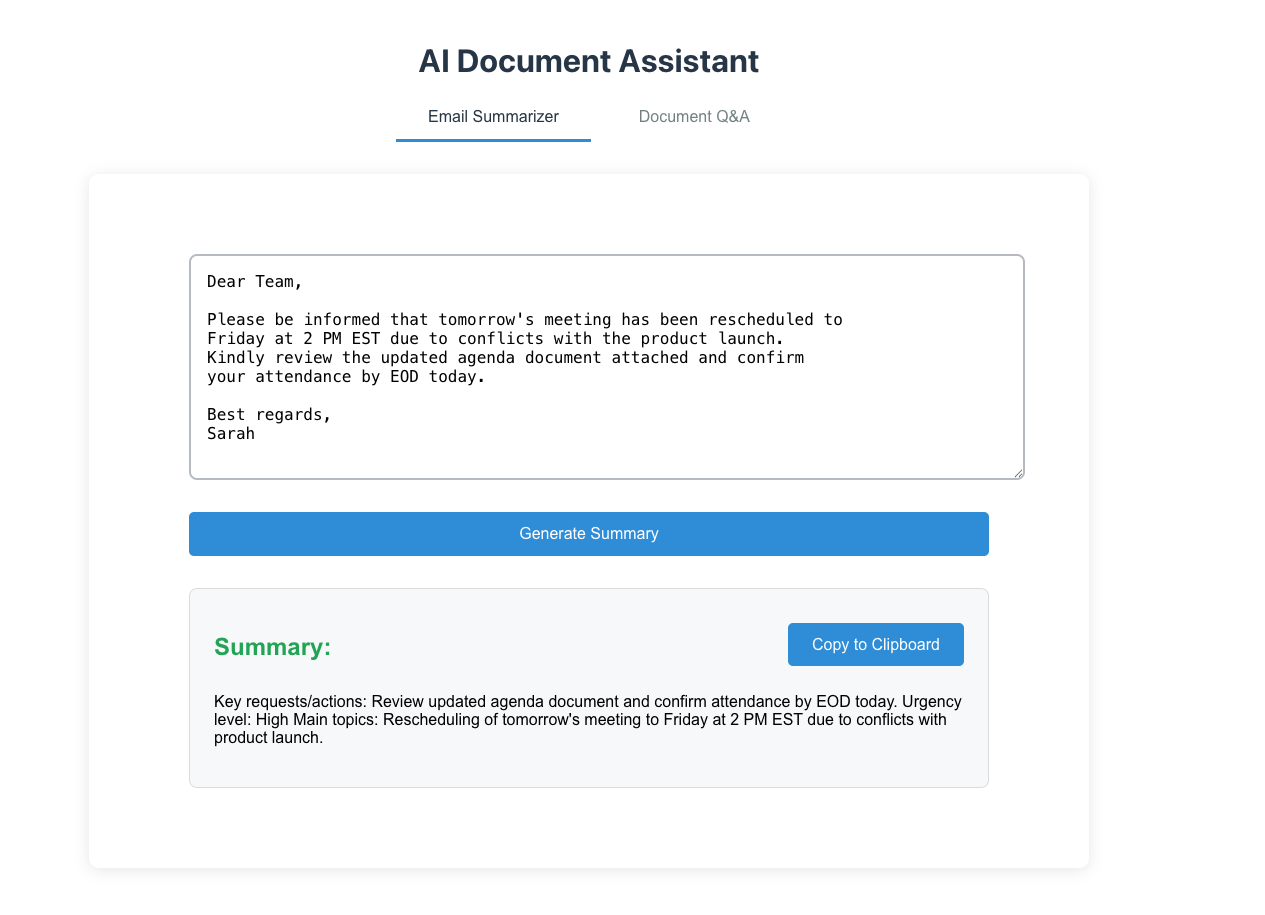 AI Document Assistant
Email Summarizer
Document Q&A
Dear Team,
Please be informed that tomorrow's meeting has been rescheduled to
Friday at 2 PM EST due to conflicts with the product launch.
Kindly review the updated agenda document attached and confirm
your attendance by EOD today.
Best regards,
Sarah
Generate Summary
Summary:
Copy to Clipboard
Key requests/actions: Review updated agenda document and confirm attendance by EOD today. Urgency
level: High Main topics: Rescheduling of tomorrow's meeting to Friday at 2 PM EST due to conflicts with
product launch.